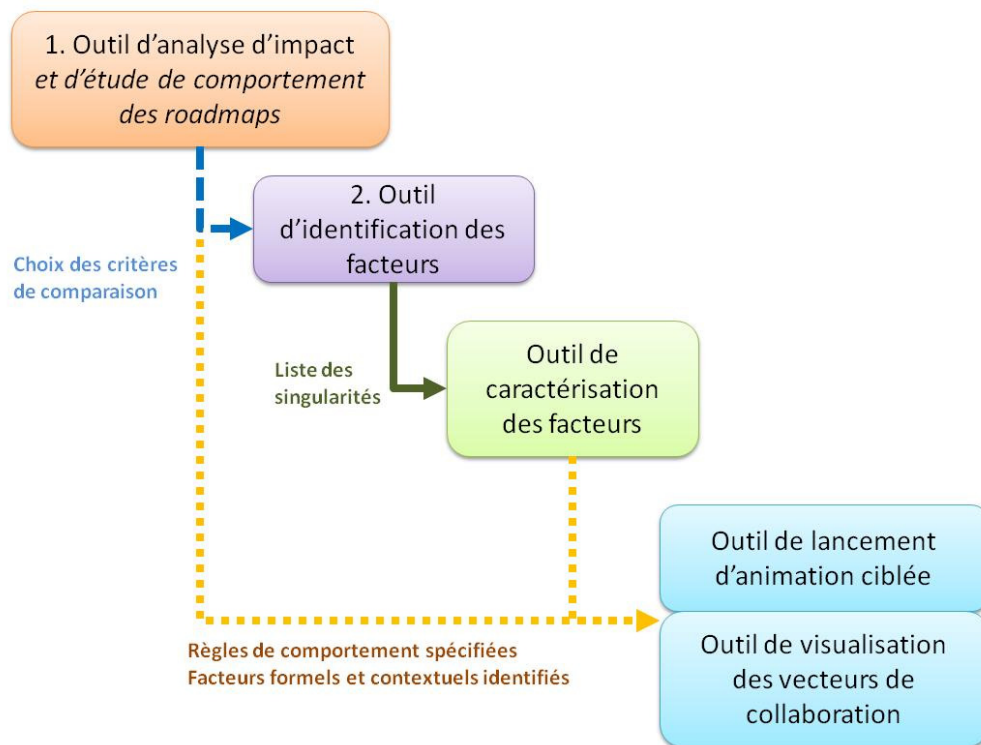 1. Outil d’analyse d’impact
et d’étude de comportement
des roadmaps
2. Outil
d’identification des
facteurs
Choix des critères
de comparaison
Outil de
caractérisation
des facteurs
Liste des
singularités
Outil de lancement
d’animation ciblée
Règles de comportement spécifiées
Facteurs formels et contextuels identifiés
Outil de visualisation
des vecteurs de
collaboration